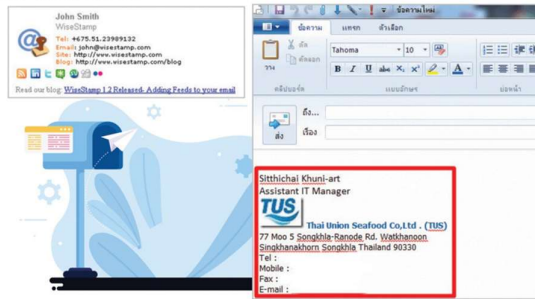 John Smith
WiseStamp
Tel: +675.51.23989132
Email: john@wisestamp.com
Site: http://www.wisestamp.com
Blog: http://www.wisestamp.com/blog
Read our blog: WiseStamp 1.2 Released- Adding Feeds to your email
ข้อความใหม่
ข้อความ แทรก ตัวเลือก
วาง
ตัด
คัดลอก
Tahoma 10
B I U abc X₂ X² A
คลิปบอร์ด แบบอักษร ย่อหน้า
ส่ง
ถึง...
เรื่อง
Sitthichai Khuni-art
Assistant IT Manager
TUS
Thai Union Seafood Co,Ltd . (TUS)
77 Moo 5 Songkhla-Ranode Rd. Watkhanoon
Singkhanakhorn Songkhla Thailand 90330
Tel :
Mobile :
Fax :
E-mail :